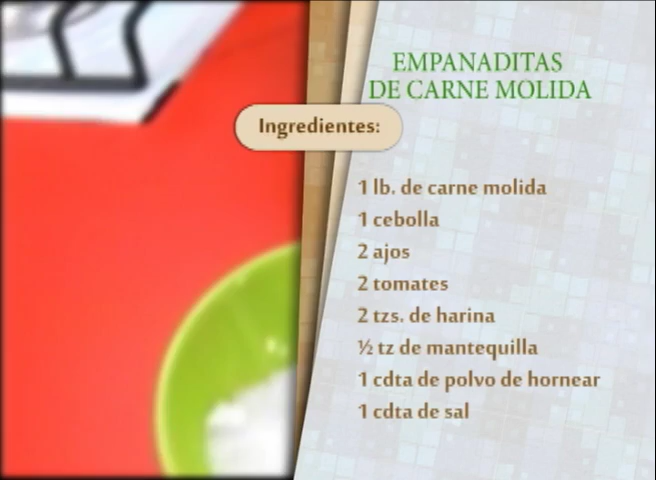 EMPANADITAS
DE CARNE MOLIDA
Ingredientes:
1 lb. de carne molida
1 cebolla
2 ajos
2 tomates
2 tzs. de harina
½ tz de mantequilla
1 cdta de polvo de hornear
1 cdta de sal